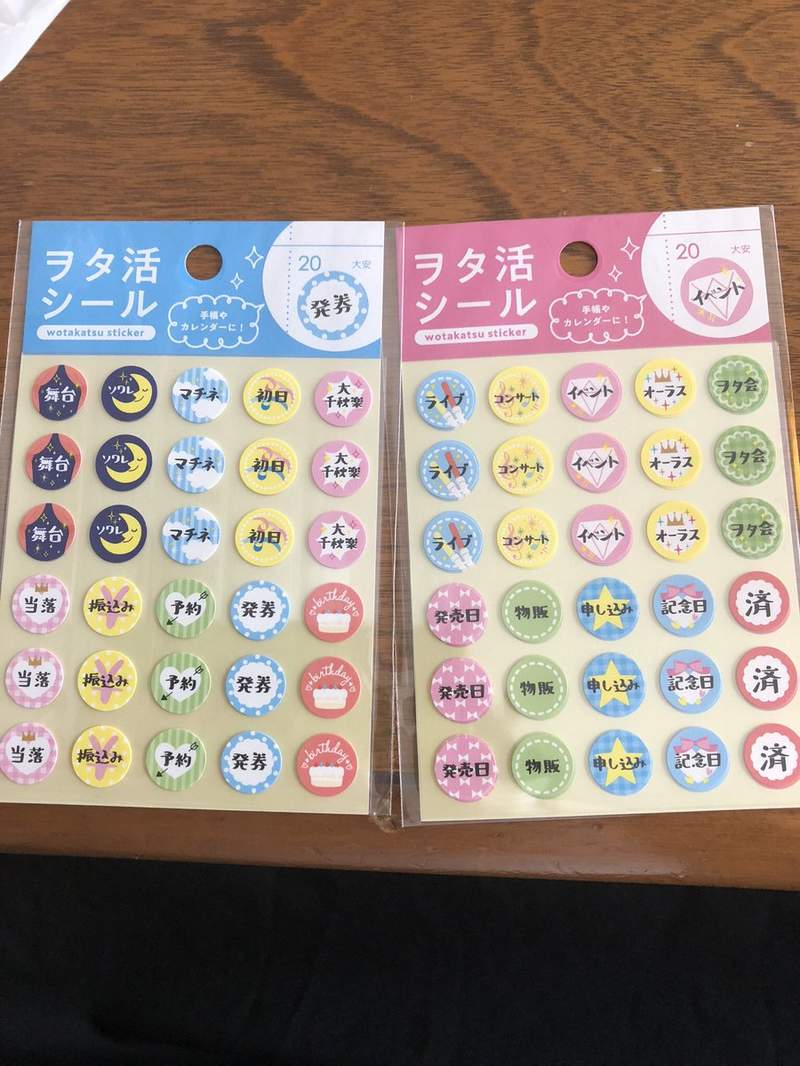 ヲタ活
シール
wotakatsu sticker
手帳や
カレンダーに！
20 大安
発券
舞台 ソワレ マチネ 初日 大千秋楽
舞台 ソワレ マチネ 初日 大千秋楽
舞台 ソワレ マチネ 初日 大千秋楽
当落 振込み 予約 発券 birthday
当落 振込み 予約 発券 birthday
当落 振込み 予約 発券 birthday
ヲタ活
シール
wotakatsu sticker
手帳や
カレンダーに！
20 大安
イベント
ライブ コンサート イベント オーラス ヲタ会
ライブ コンサート イベント オーラス ヲタ会
ライブ コンサート イベント オーラス ヲタ会
発売日 物販 申し込み 記念日 済
発売日 物販 申し込み 記念日 済
発売日 物販 申し込み 記念日 済